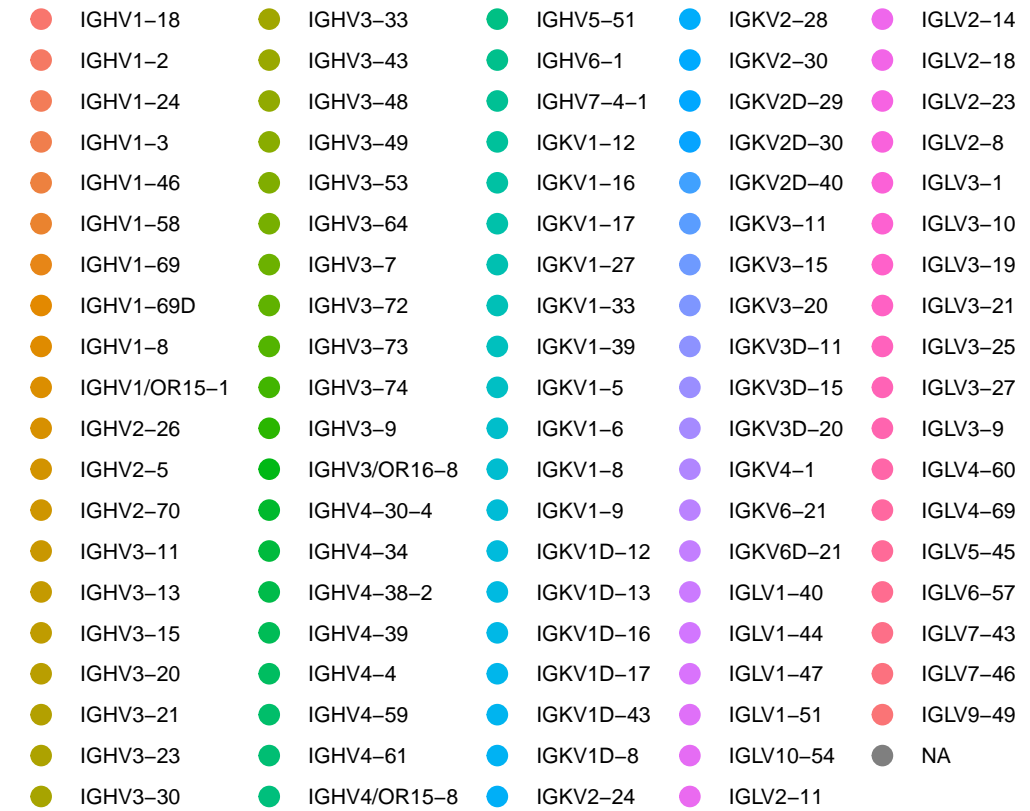 IGHV1−18
IGHV1−2
IGHV1−24
IGHV1−3
IGHV1−46
IGHV1−58
IGHV1−69
IGHV1−69D
IGHV1−8
IGHV1/OR15−1
IGHV2−26
IGHV2−5
IGHV2−70
IGHV3−11
IGHV3−13
IGHV3−15
IGHV3−20
IGHV3−21
IGHV3−23
IGHV3−30
IGHV3−33
IGHV3−43
IGHV3−48
IGHV3−49
IGHV3−53
IGHV3−64
IGHV3−7
IGHV3−72
IGHV3−73
IGHV3−74
IGHV3−9
IGHV3/OR16−8
IGHV4−30−4
IGHV4−34
IGHV4−38−2
IGHV4−39
IGHV4−4
IGHV4−59
IGHV4−61
IGHV4/OR15−8
IGHV5−51
IGHV6−1
IGHV7−4−1
IGKV1−12
IGKV1−16
IGKV1−17
IGKV1−27
IGKV1−33
IGKV1−39
IGKV1−5
IGKV1−6
IGKV1−8
IGKV1−9
IGKV1D−12
IGKV1D−13
IGKV1D−16
IGKV1D−17
IGKV1D−43
IGKV1D−8
IGKV2−24
IGKV2−28
IGKV2−30
IGKV2D−29
IGKV2D−30
IGKV2D−40
IGKV3−11
IGKV3−15
IGKV3−20
IGKV3D−11
IGKV3D−15
IGKV3D−20
IGKV4−1
IGKV6−21
IGKV6D−21
IGLV1−40
IGLV1−44
IGLV1−47
IGLV1−51
IGLV10−54
IGLV2−11
IGLV2−14
IGLV2−18
IGLV2−23
IGLV2−8
IGLV3−1
IGLV3−10
IGLV3−19
IGLV3−21
IGLV3−25
IGLV3−27
IGLV3−9
IGLV4−60
IGLV4−69
IGLV5−45
IGLV6−57
IGLV7−43
IGLV7−46
IGLV9−49
NA